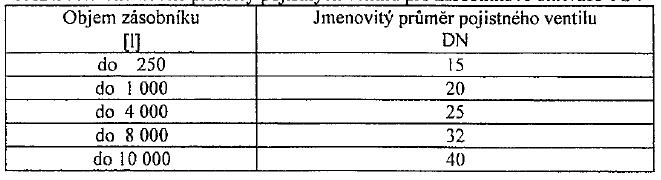 Objem zásobníku Jmenovitý průměr pojistného ventilu
[l] DN
do 250 15
do 1 000 20
do 4 000 25
do 8 000 32
do 10 000 40